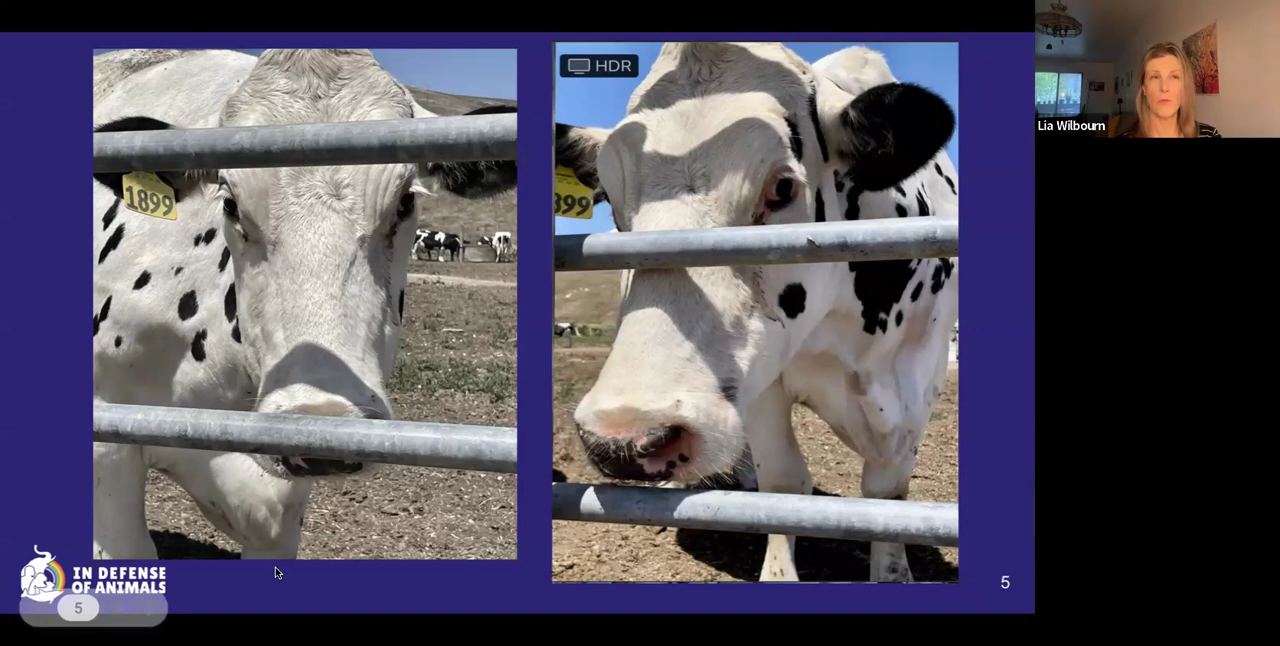 1899
HDR
399
Lia Wilbourn
IN DEFENSE
OF ANIMALS
5
5